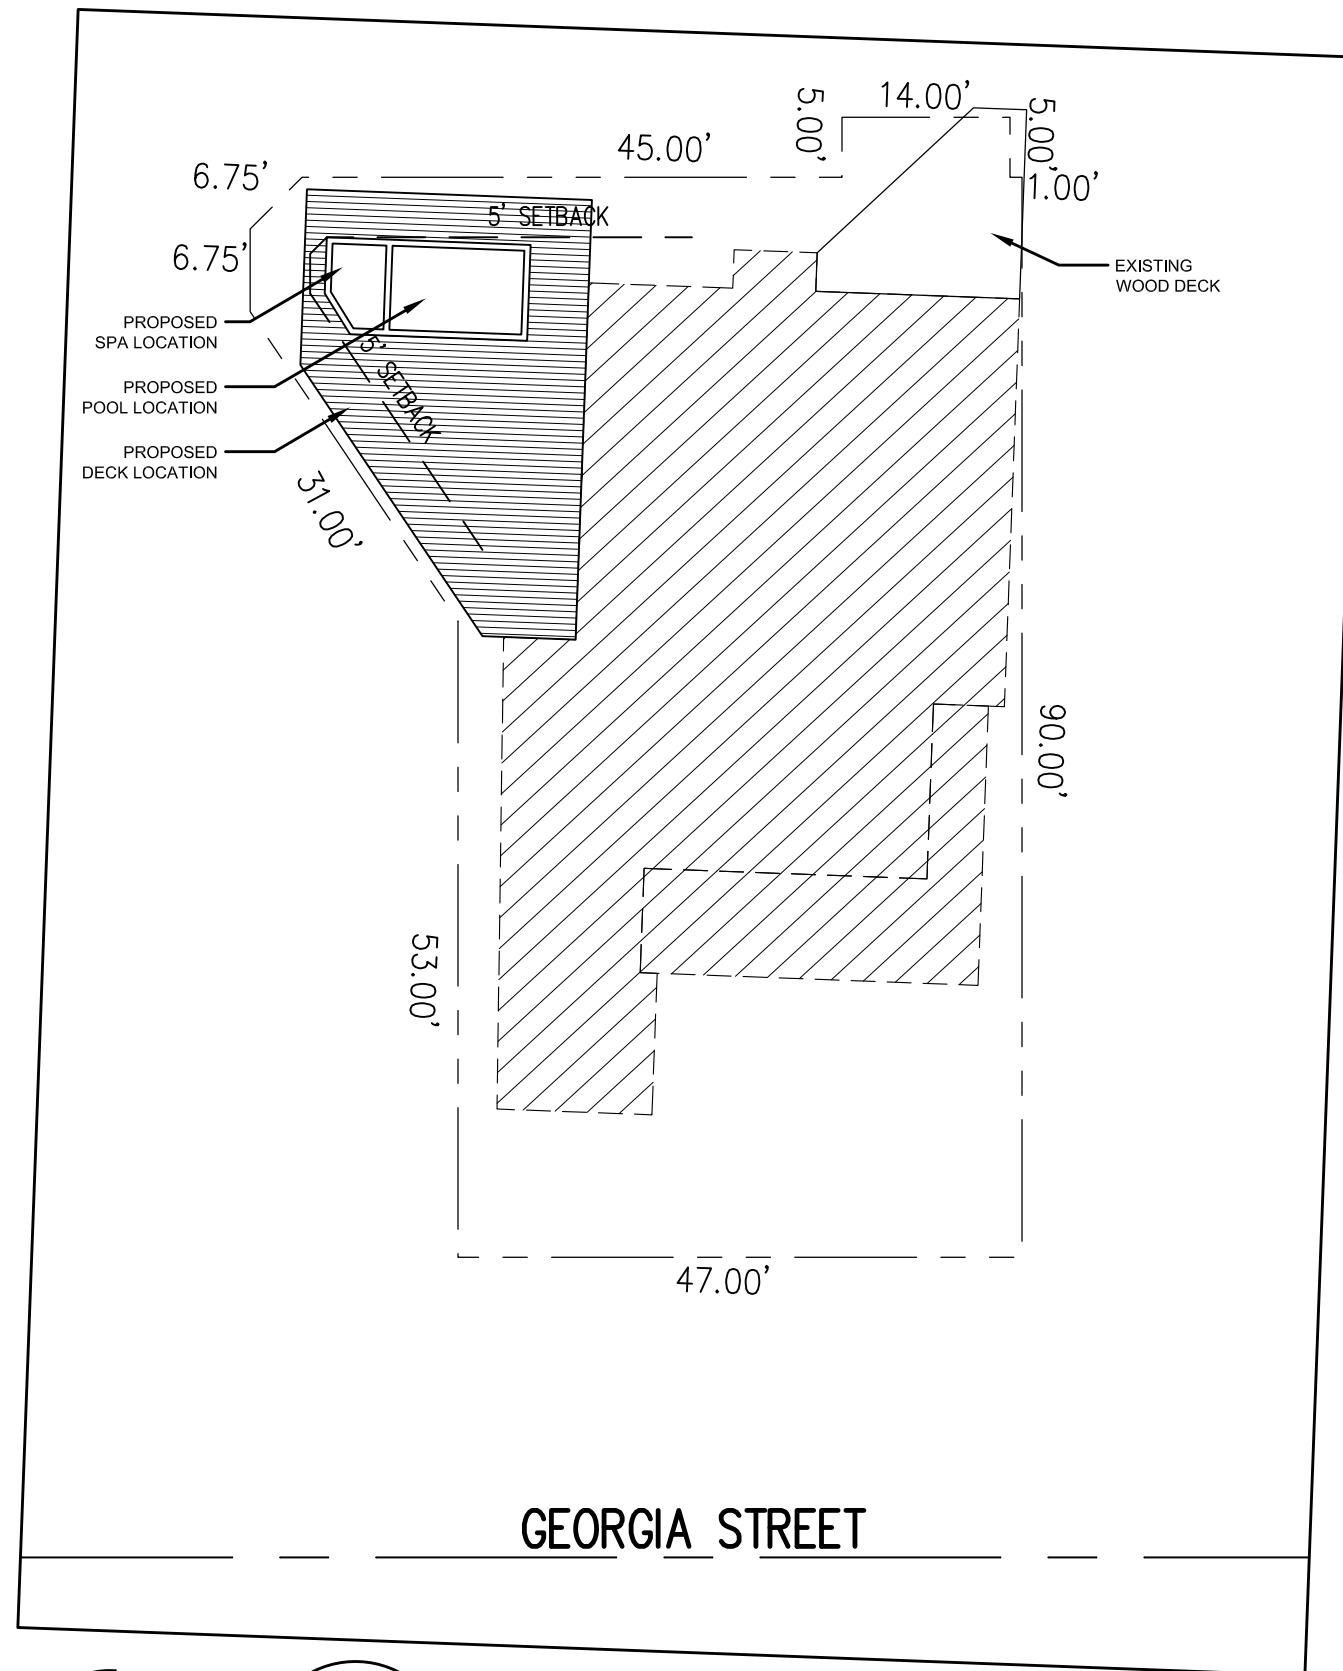 14.00'
5.00'
5.00'
45.00'
6.75'
1.00'
5' SETBACK
6.75'
EXISTING
WOOD DECK
PROPOSED
SPA LOCATION
5' SETBACK
PROPOSED
POOL LOCATION
PROPOSED
DECK LOCATION
31.00'
90.00'
53.00'
47.00'
GEORGIA STREET